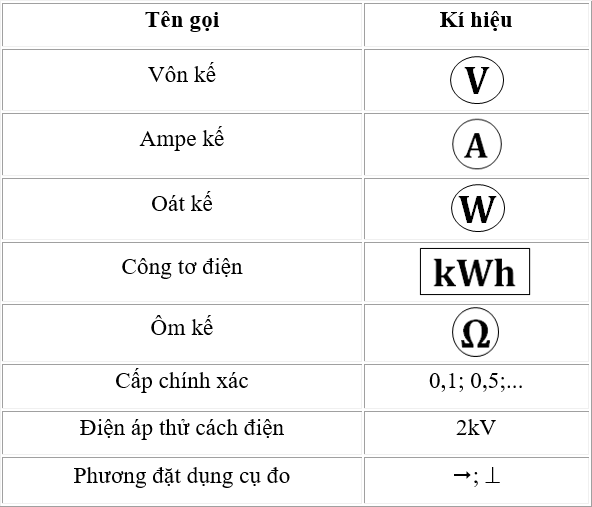 Tên gọi Kí hiệu
Vôn kế V
Ampe kế A
Oát kế W
Công tơ điện kWh
Ôm kế Ω
Cấp chính xác 0,1; 0,5;...
Điện áp thử cách điện 2kV
Phương đặt dụng cụ đo →; ⊥